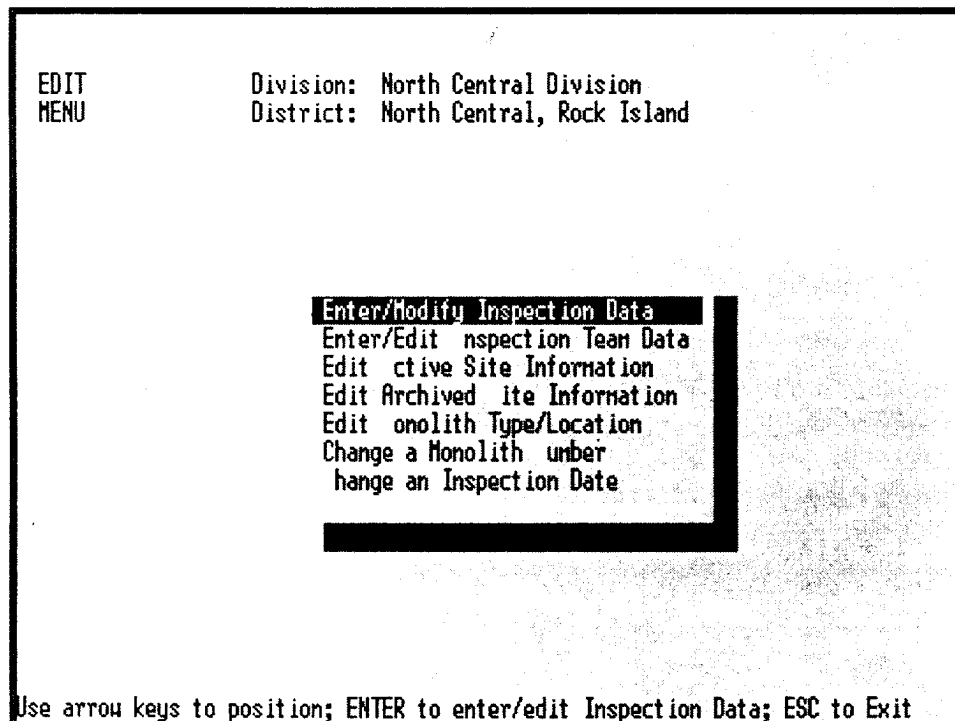 EDIT Division: North Central Division
MENU District: North Central, Rock Island
Enter/Modify Inspection Data
Enter/Edit nspection Team Data
Edit ctive Site Information
Edit Archived ite Information
Edit onolith Type/Location
Change a Monolith umber
hange an Inspection Date
Use arrow keys to position; ENTER to enter/edit Inspection Data; ESC to Exit